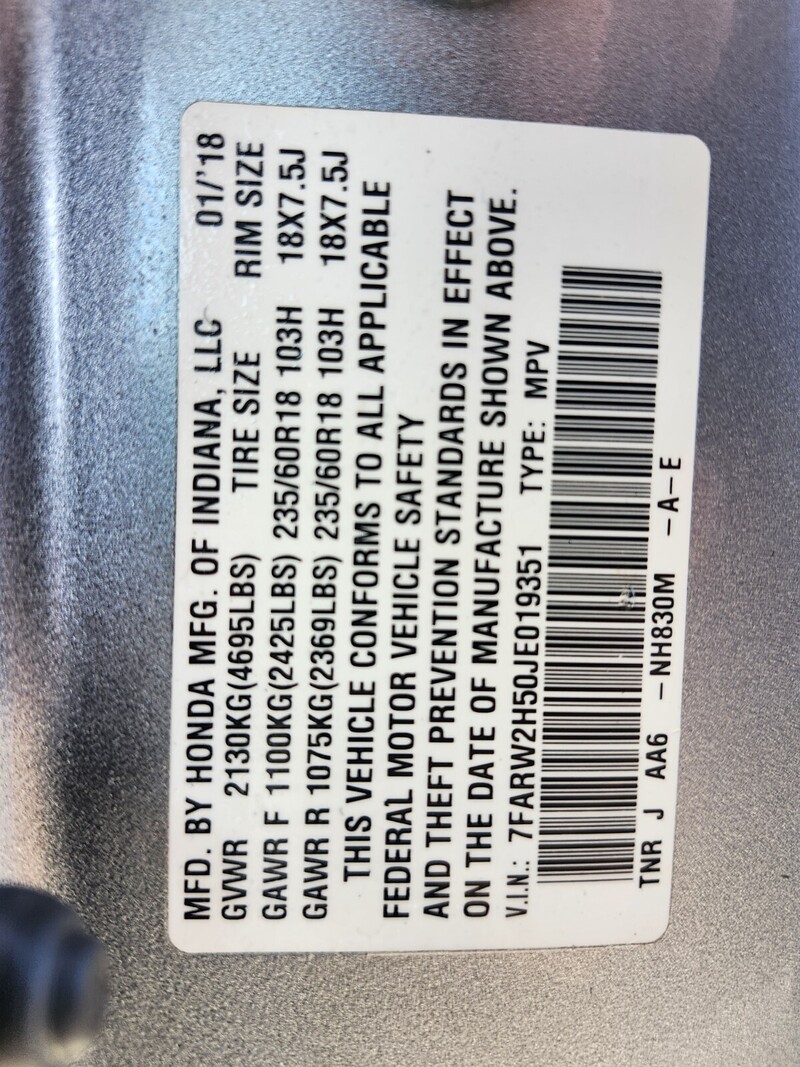 MFD. BY HONDA MFG. OF INDIANA, LLC 01/'18
GVWR 2130KG(4695LBS) TIRE SIZE RIM SIZE
GAWR F 1100KG(2425LBS) 235/60R18 103H 18X7.5J
GAWR R 1075KG(2369LBS) 235/60R18 103H 18X7.5J
THIS VEHICLE CONFORMS TO ALL APPLICABLE
FEDERAL MOTOR VEHICLE SAFETY
AND THEFT PREVENTION STANDARDS IN EFFECT
ON THE DATE OF MANUFACTURE SHOWN ABOVE.
V.I.N.: 7FARW2H50JE019351 TYPE: MPV
TNR J AA6 -NH830M -A-E